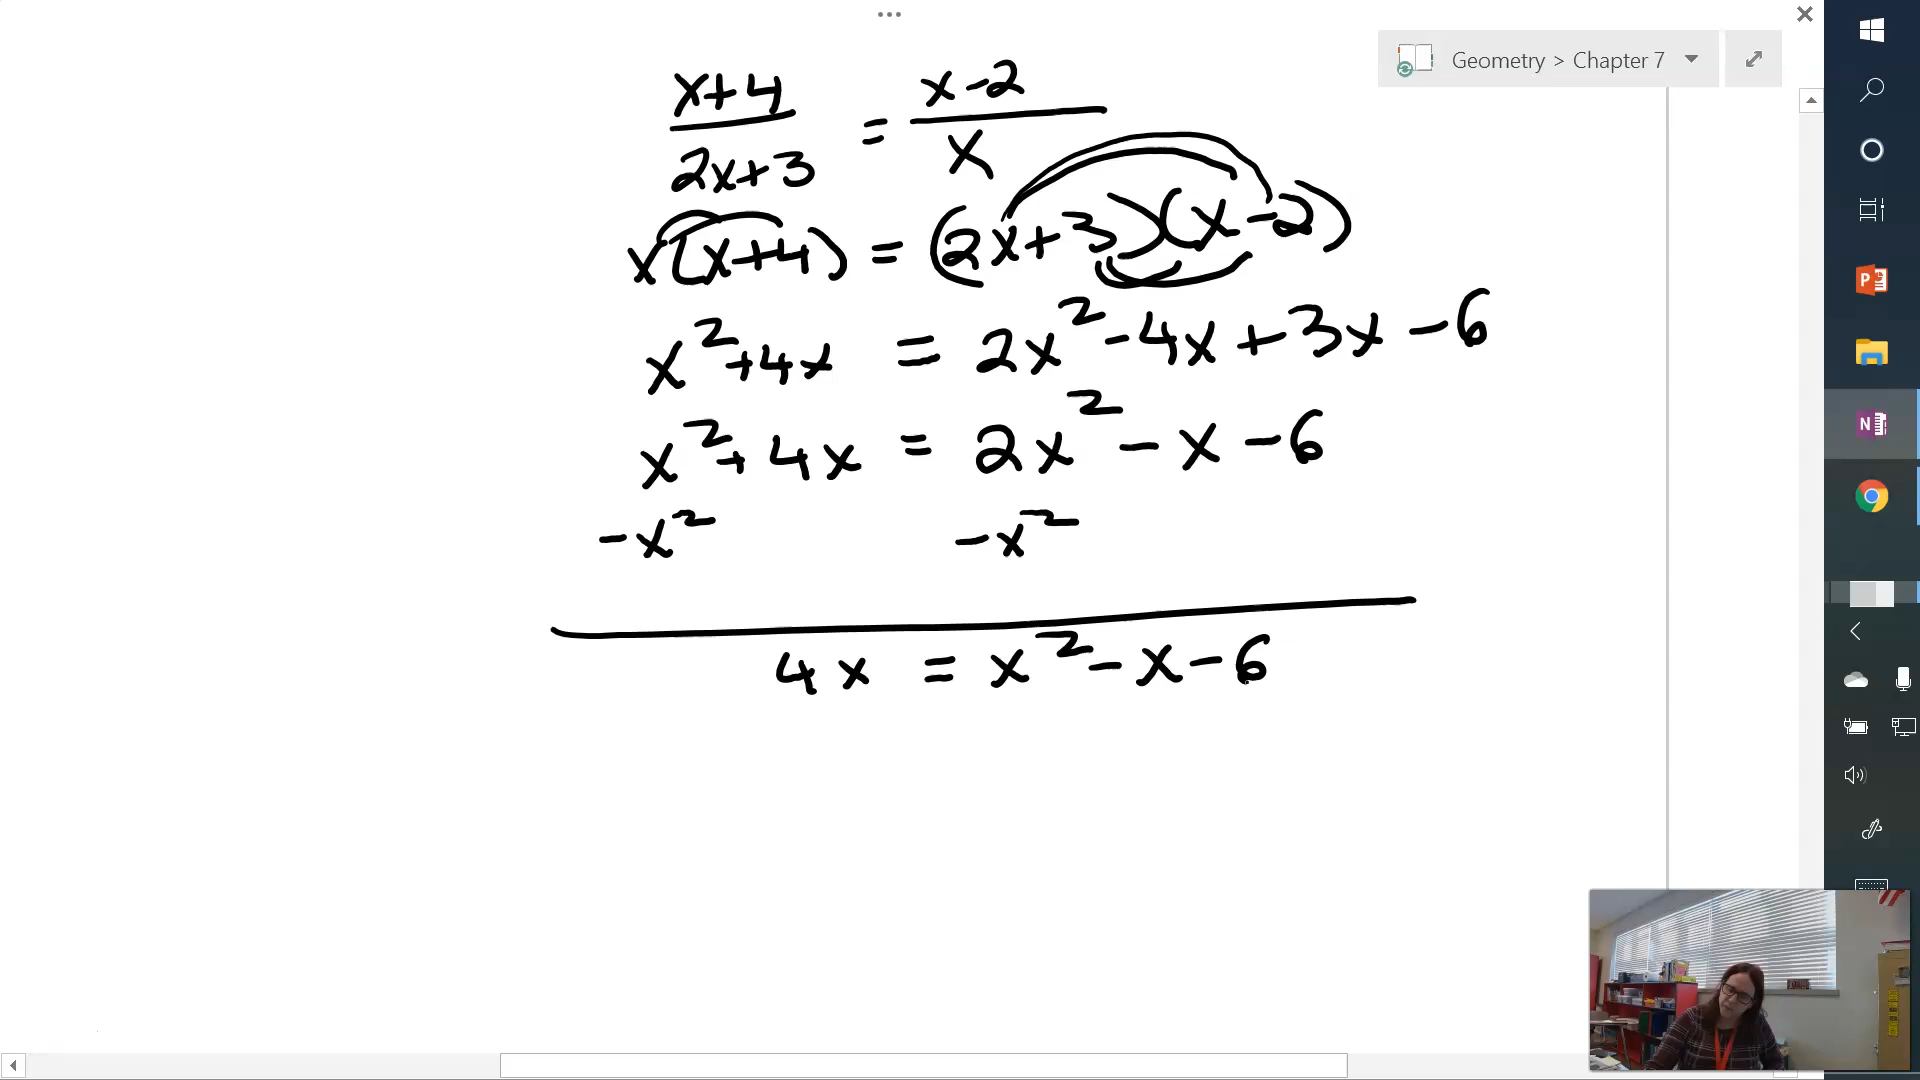 Geometry > Chapter 7
x+4 / 2x+3 = x-2 / x
x(x+4) = (2x+3)(x-2)
x²+4x = 2x²-4x+3x-6
x²+4x = 2x²-x-6
-x² -x²
4x = x²-x-6